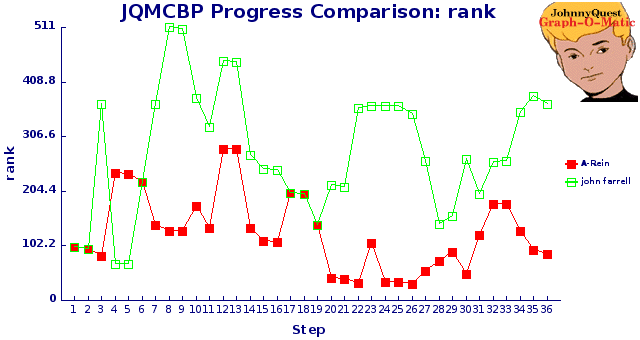 JQMCBP Progress Comparison: rank
JohnnyQuest
Graph-O-Matic
511
408.8
306.6
204.4
102.2
0
rank
1 2 3 4 5 6 7 8 9 10 11 12 13 14 15 16 17 18 19 20 21 22 23 24 25 26 27 28 29 30 31 32 33 34 35 36
Step
A-Rein
john farrell